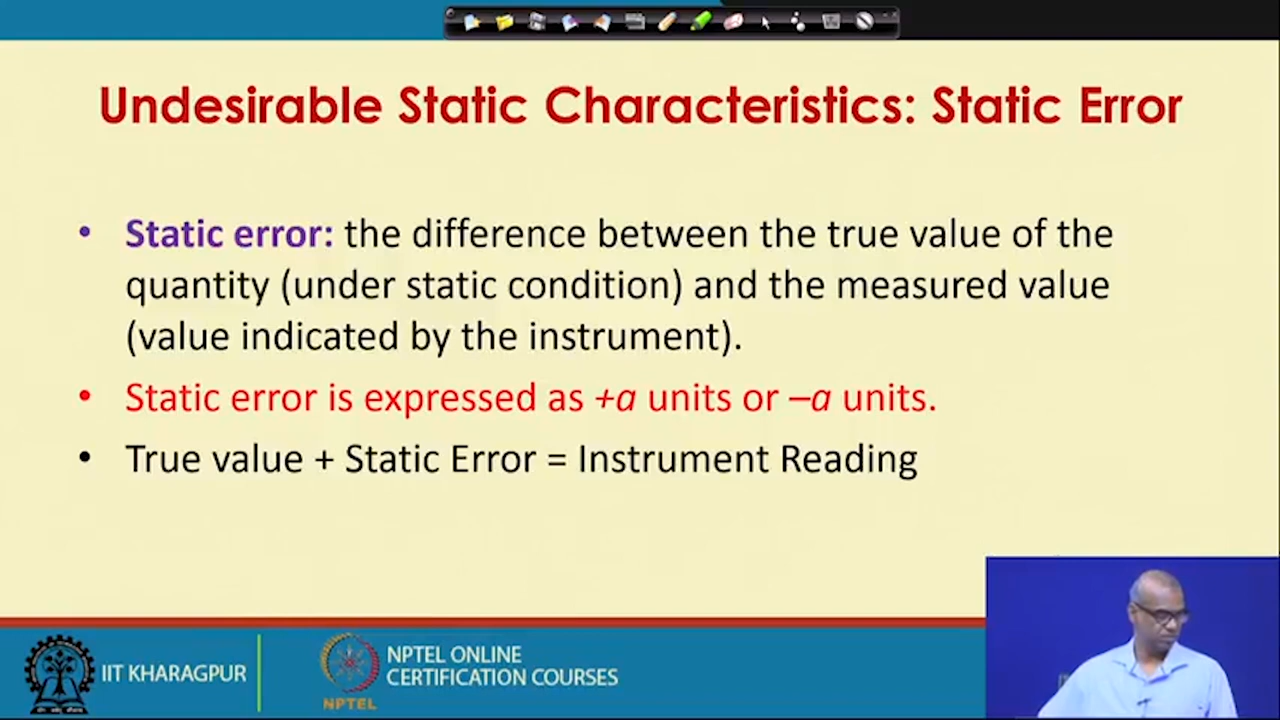 Undesirable Static Characteristics: Static Error
• Static error: the difference between the true value of the
quantity (under static condition) and the measured value
(value indicated by the instrument).
• Static error is expressed as +a units or –a units.
• True value + Static Error = Instrument Reading
IIT KHARAGPUR
NPTEL
NPTEL ONLINE
CERTIFICATION COURSES